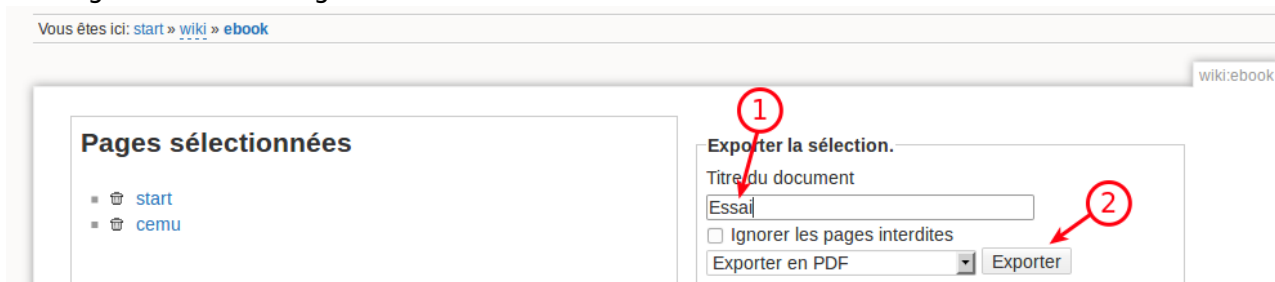 Vous êtes ici: start » wiki » ebook
wiki:ebook
1
Pages sélectionnées
start
cemu
Exporter la sélection.
Titre du document
Essai
2
Ignorer les pages interdites
Exporter en PDF
Exporter